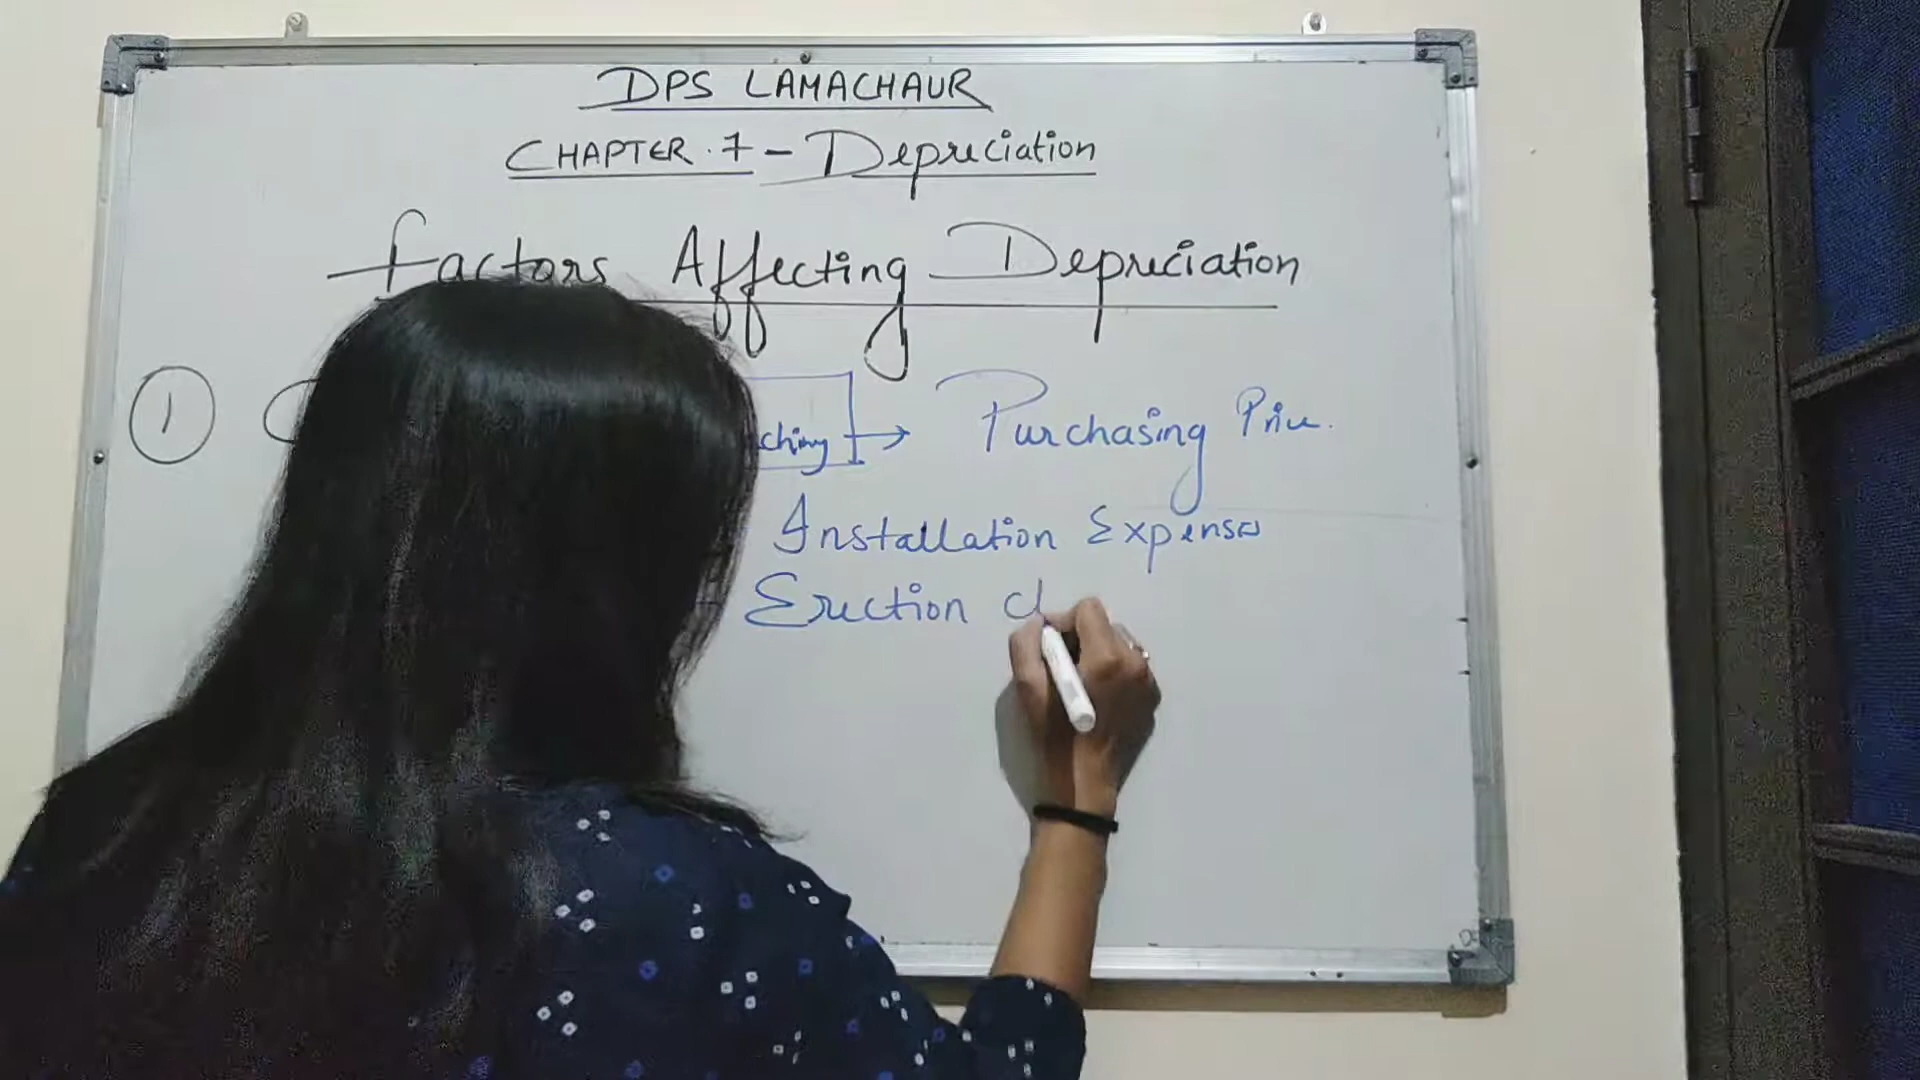 DPS LAMACHAUR
CHAPTER.7 - Depreciation
Factors Affecting Depreciation
1 → Purchasing Price.
Installation Expenses
Erection